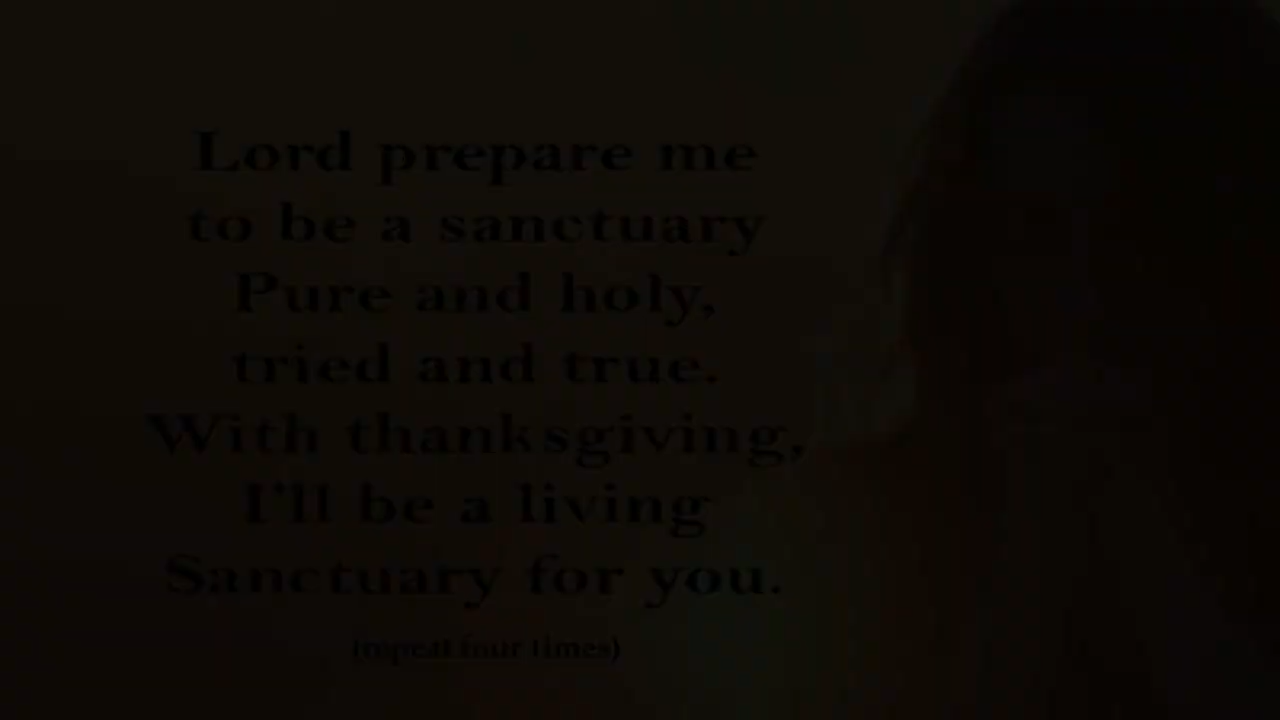 Lord prepare me
to be a sanctuary
Pure and holy,
tried and true.
With thanksgiving,
I'll be a living
Sanctuary for you.
(repeat four times)